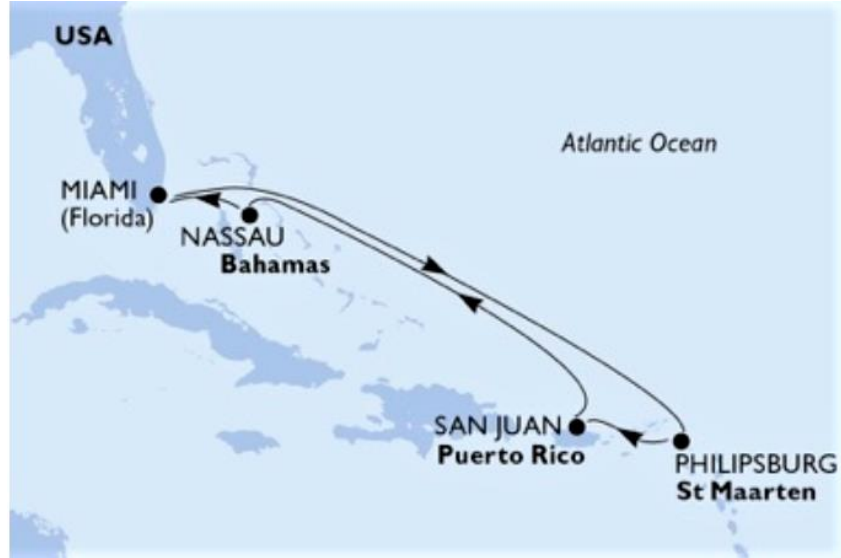 USA
Atlantic Ocean
MIAMI
(Florida)
NASSAU
Bahamas
SAN JUAN
Puerto Rico
PHILIPSBURG
St Maarten